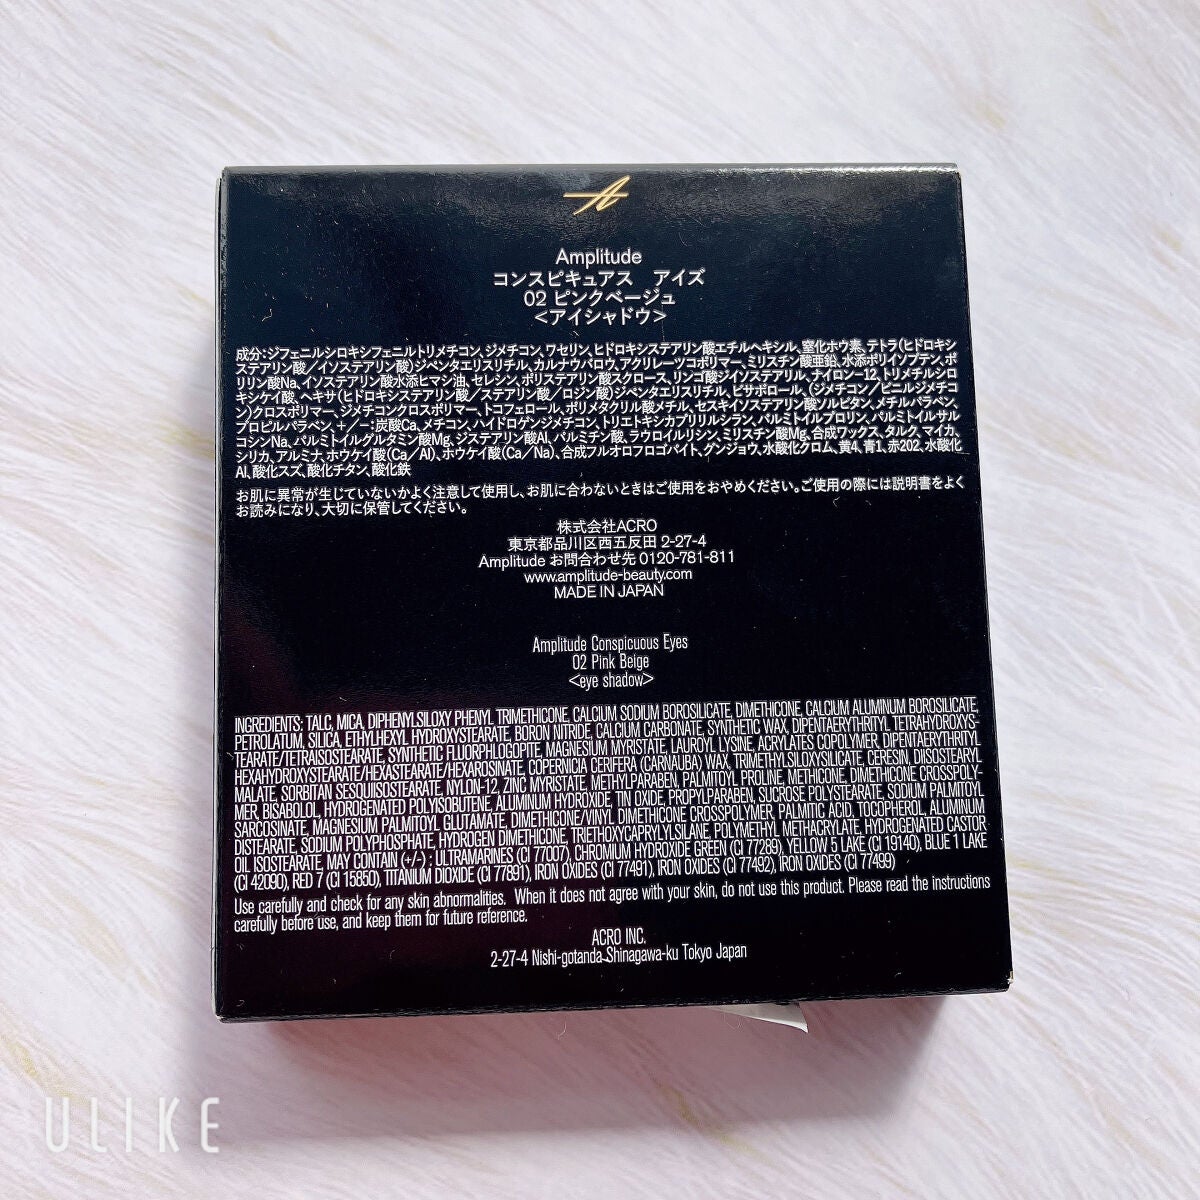 Amplitude
コンスピキュアス アイズ
02 ピンクベージュ
<アイシャドウ>
成分:ジフェニルシロキシフェニルトリメチコン、ジメチコン、ワセリン、ヒドロキシステアリン酸エチルヘキシル、窒化ホウ素、テトラ(ヒドロキシ
ステアリン酸/イソステアリン酸)ジペンタエリスリチル、カルナウバロウ、アクリレーツコポリマー、ミリスチン酸亜鉛、水添ポリイソブテン、ポ
リリン酸Na、イソステアリン酸水添ヒマシ油、セレシン、ポリステアリン酸スクロース、リンゴ酸ジイソステアリル、ナイロン-12、トリメチルシロ
キシケイ酸、ヘキサ(ヒドロキシステアリン酸/ステアリン酸/ロジン酸)ジペンタエリスリチル、ビサボロール、(ジメチコン/ビニルジメチコ
ン)クロスポリマー、ジメチコンクロスポリマー、トコフェロール、ポリメタクリル酸メチル、セスキイソステアリン酸ソルビタン、メチルパラベン、
プロピルパラベン、+/-:炭酸Ca、メチコン、ハイドロゲンジメチコン、トリエトキシカプリリルシラン、パルミトイルプロリン、パルミトイルサル
コシンNa、パルミトイルグルタミン酸Mg、ジステアリン酸Al、パルミチン酸、ラウロイルリシン、ミリスチン酸Mg、合成ワックス、タルク、マイカ、
シリカ、アルミナ、ホウケイ酸(Ca/Al)、ホウケイ酸(Ca/Na)、合成フルオロフロゴパイト、グンジョウ、水酸化クロム、黄4、青1、赤202、水酸化
Al、酸化スズ、酸化チタン、酸化鉄
お肌に異常が生じていないかよく注意して使用し、お肌に合わないときはご使用をおやめください。ご使用の際には説明書をよく
お読みになり、大切に保管してください。
株式会社ACRO
東京都品川区西五反田 2-27-4
Amplitude お問合わせ先 0120-781-811
www.amplitude-beauty.com
MADE IN JAPAN
Amplitude Conspicuous Eyes
02 Pink Beige
<eye shadow>
INGREDIENTS: TALC, MICA, DIPHENYLSILOXY PHENYL TRIMETHICONE, CALCIUM SODIUM BOROSILICATE, DIMETHICONE, CALCIUM ALUMINUM BOROSILICATE,
PETROLATUM, SILICA, ETHYLHEXYL HYDROXYSTEARATE, BORON NITRIDE, CALCIUM CARBONATE, SYNTHETIC WAX, DIPENTAERYTHRITYL TETRAHYDROXYS-
TEARATE/TETRAISOSTEARATE, SYNTHETIC FLUORPHLOGOPITE, MAGNESIUM MYRISTATE, LAUROYL LYSINE, ACRYLATES COPOLYMER, DIPENTAERYTHRITYL
HEXAHYDROXYSTEARATE/HEXASTEARATE/HEXAROSINATE, COPERNICIA CERIFERA (CARNAUBA) WAX, TRIMETHYLSILOXYSILICATE, CERESIN, DIISOSTEARYL
MALATE, SORBITAN SESQUIISOSTEARATE, NYLON-12, ZINC MYRISTATE, METHYLPARABEN, PALMITOYL PROLINE, METHICONE, DIMETHICONE CROSSPOLY-
MER, BISABOLOL, HYDROGENATED POLYISOBUTENE, ALUMINUM HYDROXIDE, TIN OXIDE, PROPYLPARABEN, SUCROSE POLYSTEARATE, SODIUM PALMITOYL
SARCOSINATE, MAGNESIUM PALMITOYL GLUTAMATE, DIMETHICONE/VINYL DIMETHICONE CROSSPOLYMER, PALMITIC ACID, TOCOPHEROL, ALUMINUM
DISTEARATE, SODIUM POLYPHOSPHATE, HYDROGEN DIMETHICONE, TRIETHOXYCAPRYLYLSILANE, POLYMETHYL METHACRYLATE, HYDROGENATED CASTOR
OIL ISOSTEARATE, MAY CONTAIN (+/-) : ULTRAMARINES (CI 77007), CHROMIUM HYDROXIDE GREEN (CI 77289), YELLOW 5 LAKE (CI 19140), BLUE 1 LAKE
(CI 42090), RED 7 (CI 15850), TITANIUM DIOXIDE (CI 77891), IRON OXIDES (CI 77491), IRON OXIDES (CI 77492), IRON OXIDES (CI 77499)
Use carefully and check for any skin abnormalities. When it does not agree with your skin, do not use this product. Please read the instructions
carefully before use, and keep them for future reference.
ACRO INC.
2-27-4 Nishi-gotanda Shinagawa-ku Tokyo Japan
ULIKE